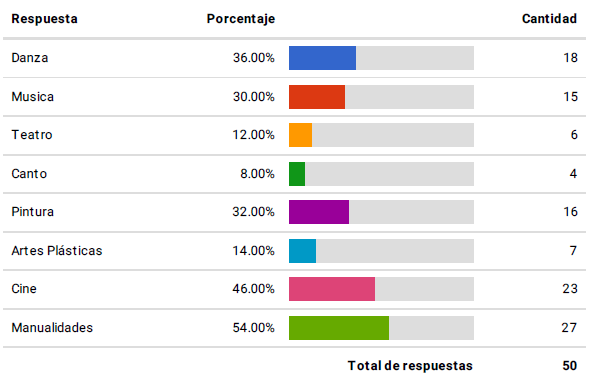 Respuesta Porcentaje Cantidad
Danza 36.00% 18
Musica 30.00% 15
Teatro 12.00% 6
Canto 8.00% 4
Pintura 32.00% 16
Artes Plásticas 14.00% 7
Cine 46.00% 23
Manualidades 54.00% 27
Total de respuestas 50